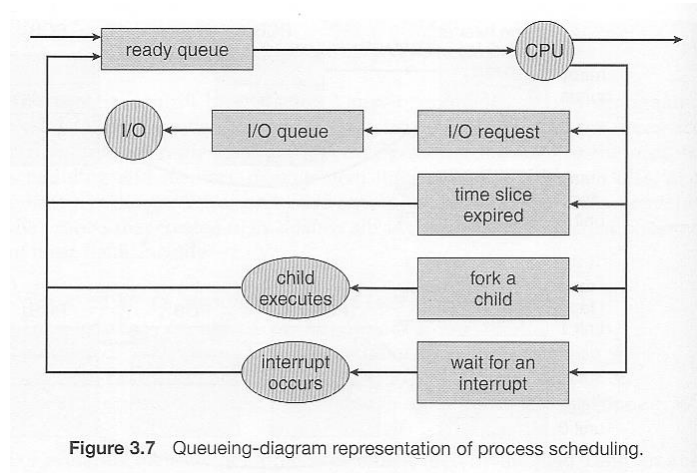 ready queue
CPU
I/O
I/O queue
I/O request
time slice
expired
child
executes
fork a
child
interrupt
occurs
wait for an
interrupt
Figure 3.7 Queueing-diagram representation of process scheduling.